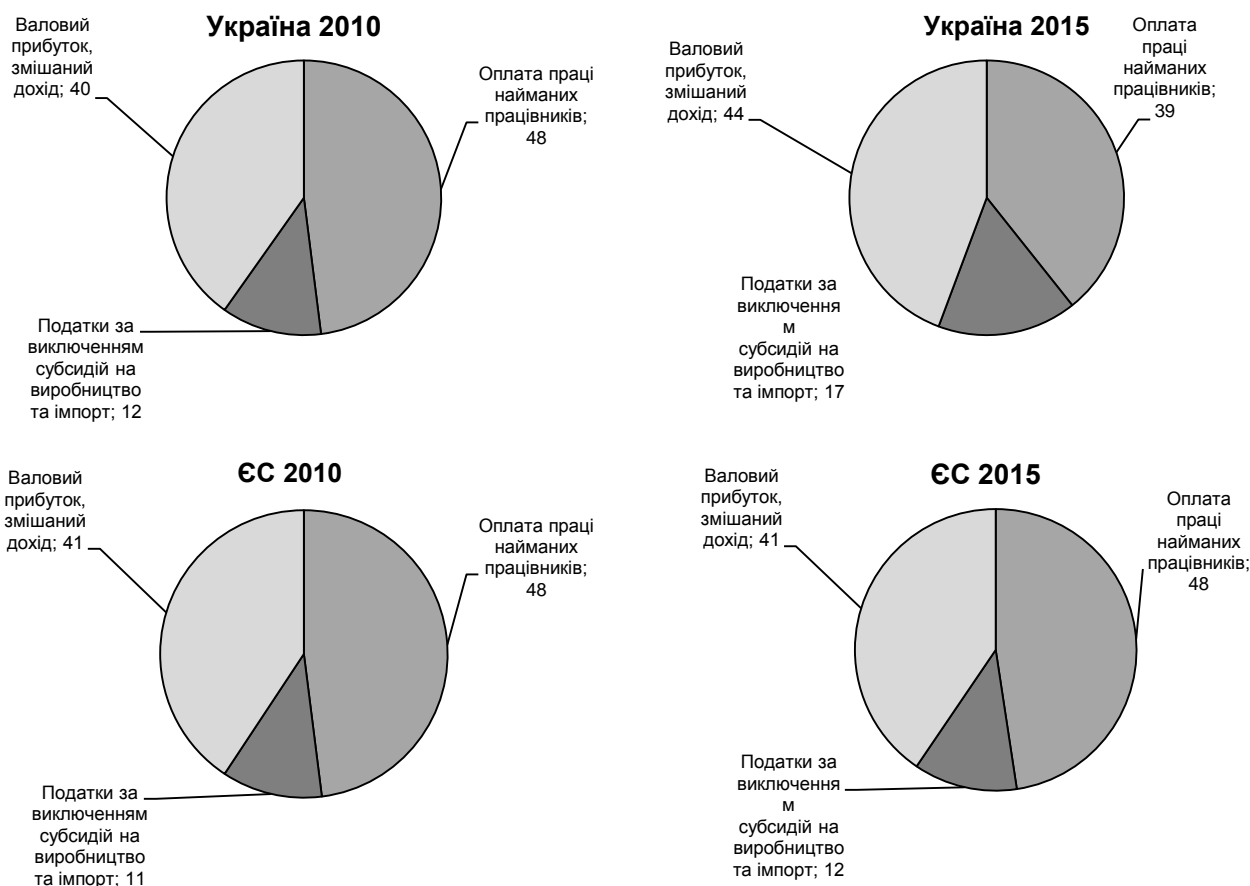 Україна 2010
Валовий
прибуток,
змішаний
дохід; 40
Оплата праці
найманих
працівників;
48
Податки за
виключенням
субсидій на
виробництво
та імпорт; 12
Україна 2015
Валовий
прибуток,
змішаний
дохід; 44
Оплата
праці
найманих
працівників;
39
Податки за
виключення
м
субсидій на
виробництво
та імпорт; 17
ЄС 2010
Валовий
прибуток,
змішаний
дохід; 41
Оплата праці
найманих
працівників;
48
Податки за
виключенням
субсидій на
виробництво
та імпорт; 11
ЄС 2015
Валовий
прибуток,
змішаний
дохід; 41
Оплата
праці
найманих
працівників;
48
Податки за
виключення
м
субсидій на
виробництво
та імпорт; 12